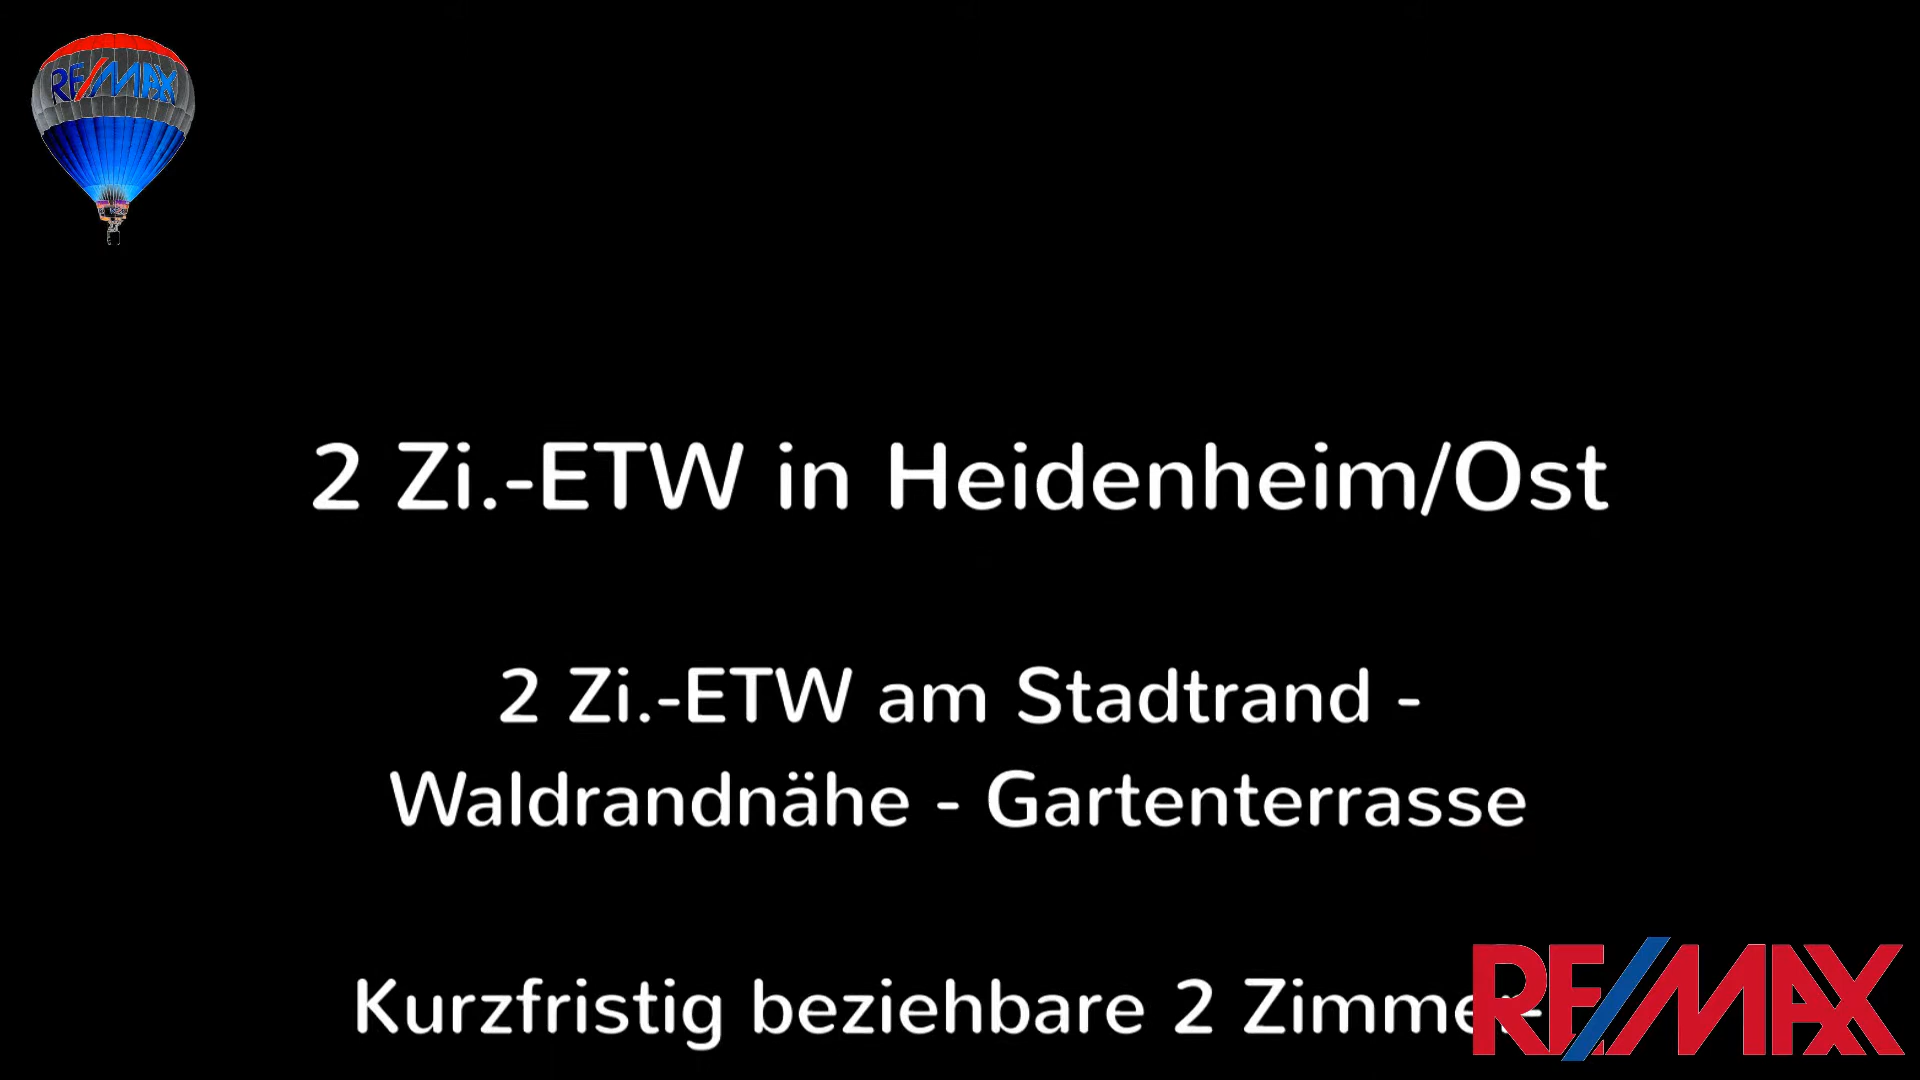 RE/MAX
2 Zi.-ETW in Heidenheim/Ost
2 Zi.-ETW am Stadtrand -
Waldrandnähe - Gartenterrasse
Kurzfristig beziehbare 2 Zimmer-
RE/MAX